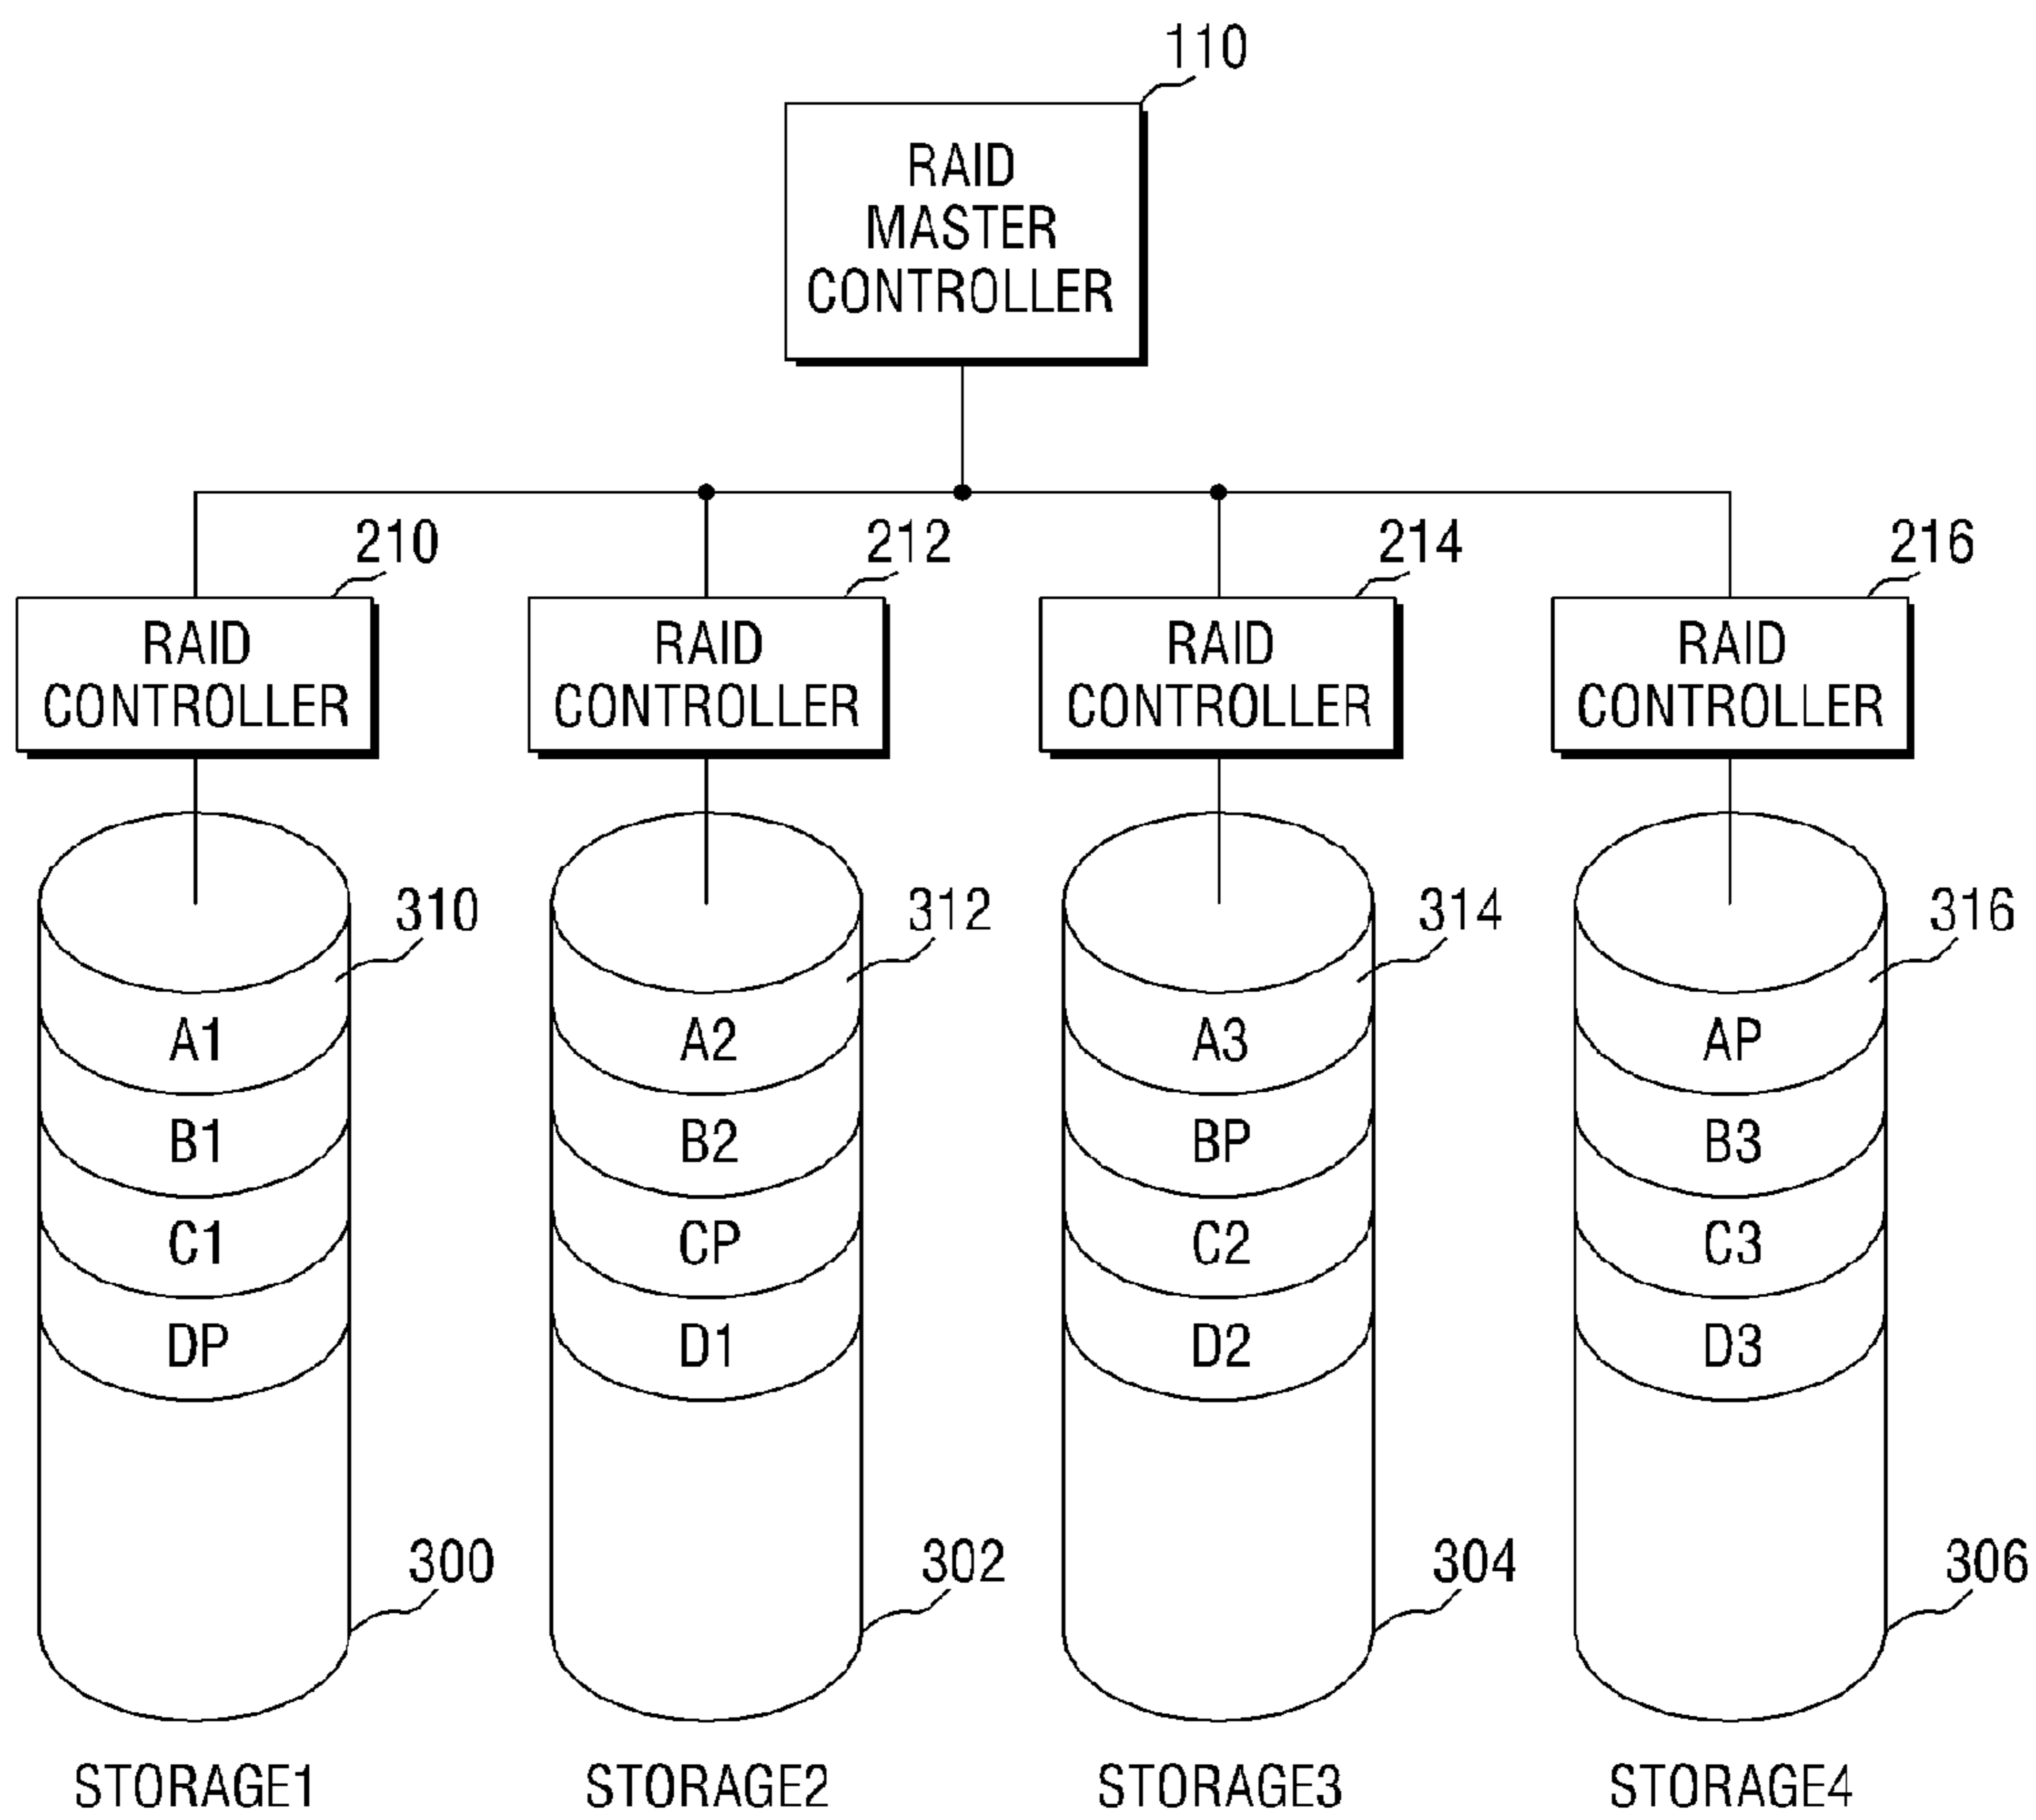 110
RAID
MASTER
CONTROLLER
210
212
214
216
RAID
CONTROLLER
RAID
CONTROLLER
RAID
CONTROLLER
RAID
CONTROLLER
310
312
314
316
A1
A2
A3
AP
B1
B2
BP
B3
C1
CP
C2
C3
DP
D1
D2
D3
300
302
304
306
STORAGE1
STORAGE2
STORAGE3
STORAGE4